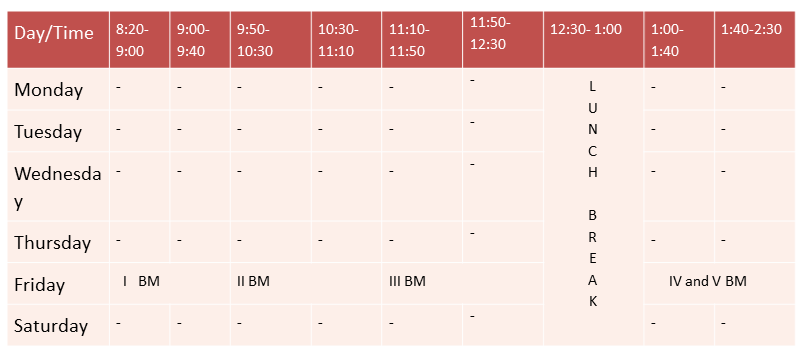 Day/Time 8:20-9:00 9:00-9:40 9:50-10:30 10:30-11:10 11:10-11:50 11:50-12:30 12:30- 1:00 1:00-1:40 1:40-2:30
Monday - - - - - - - -
Tuesday - - - - - - - -
Wednesday - - - - - - - -
Thursday - - - - - - - -
Friday I BM II BM III BM IV and V BM
Saturday - - - - - - - -
L
U
N
C
H
B
R
E
A
K